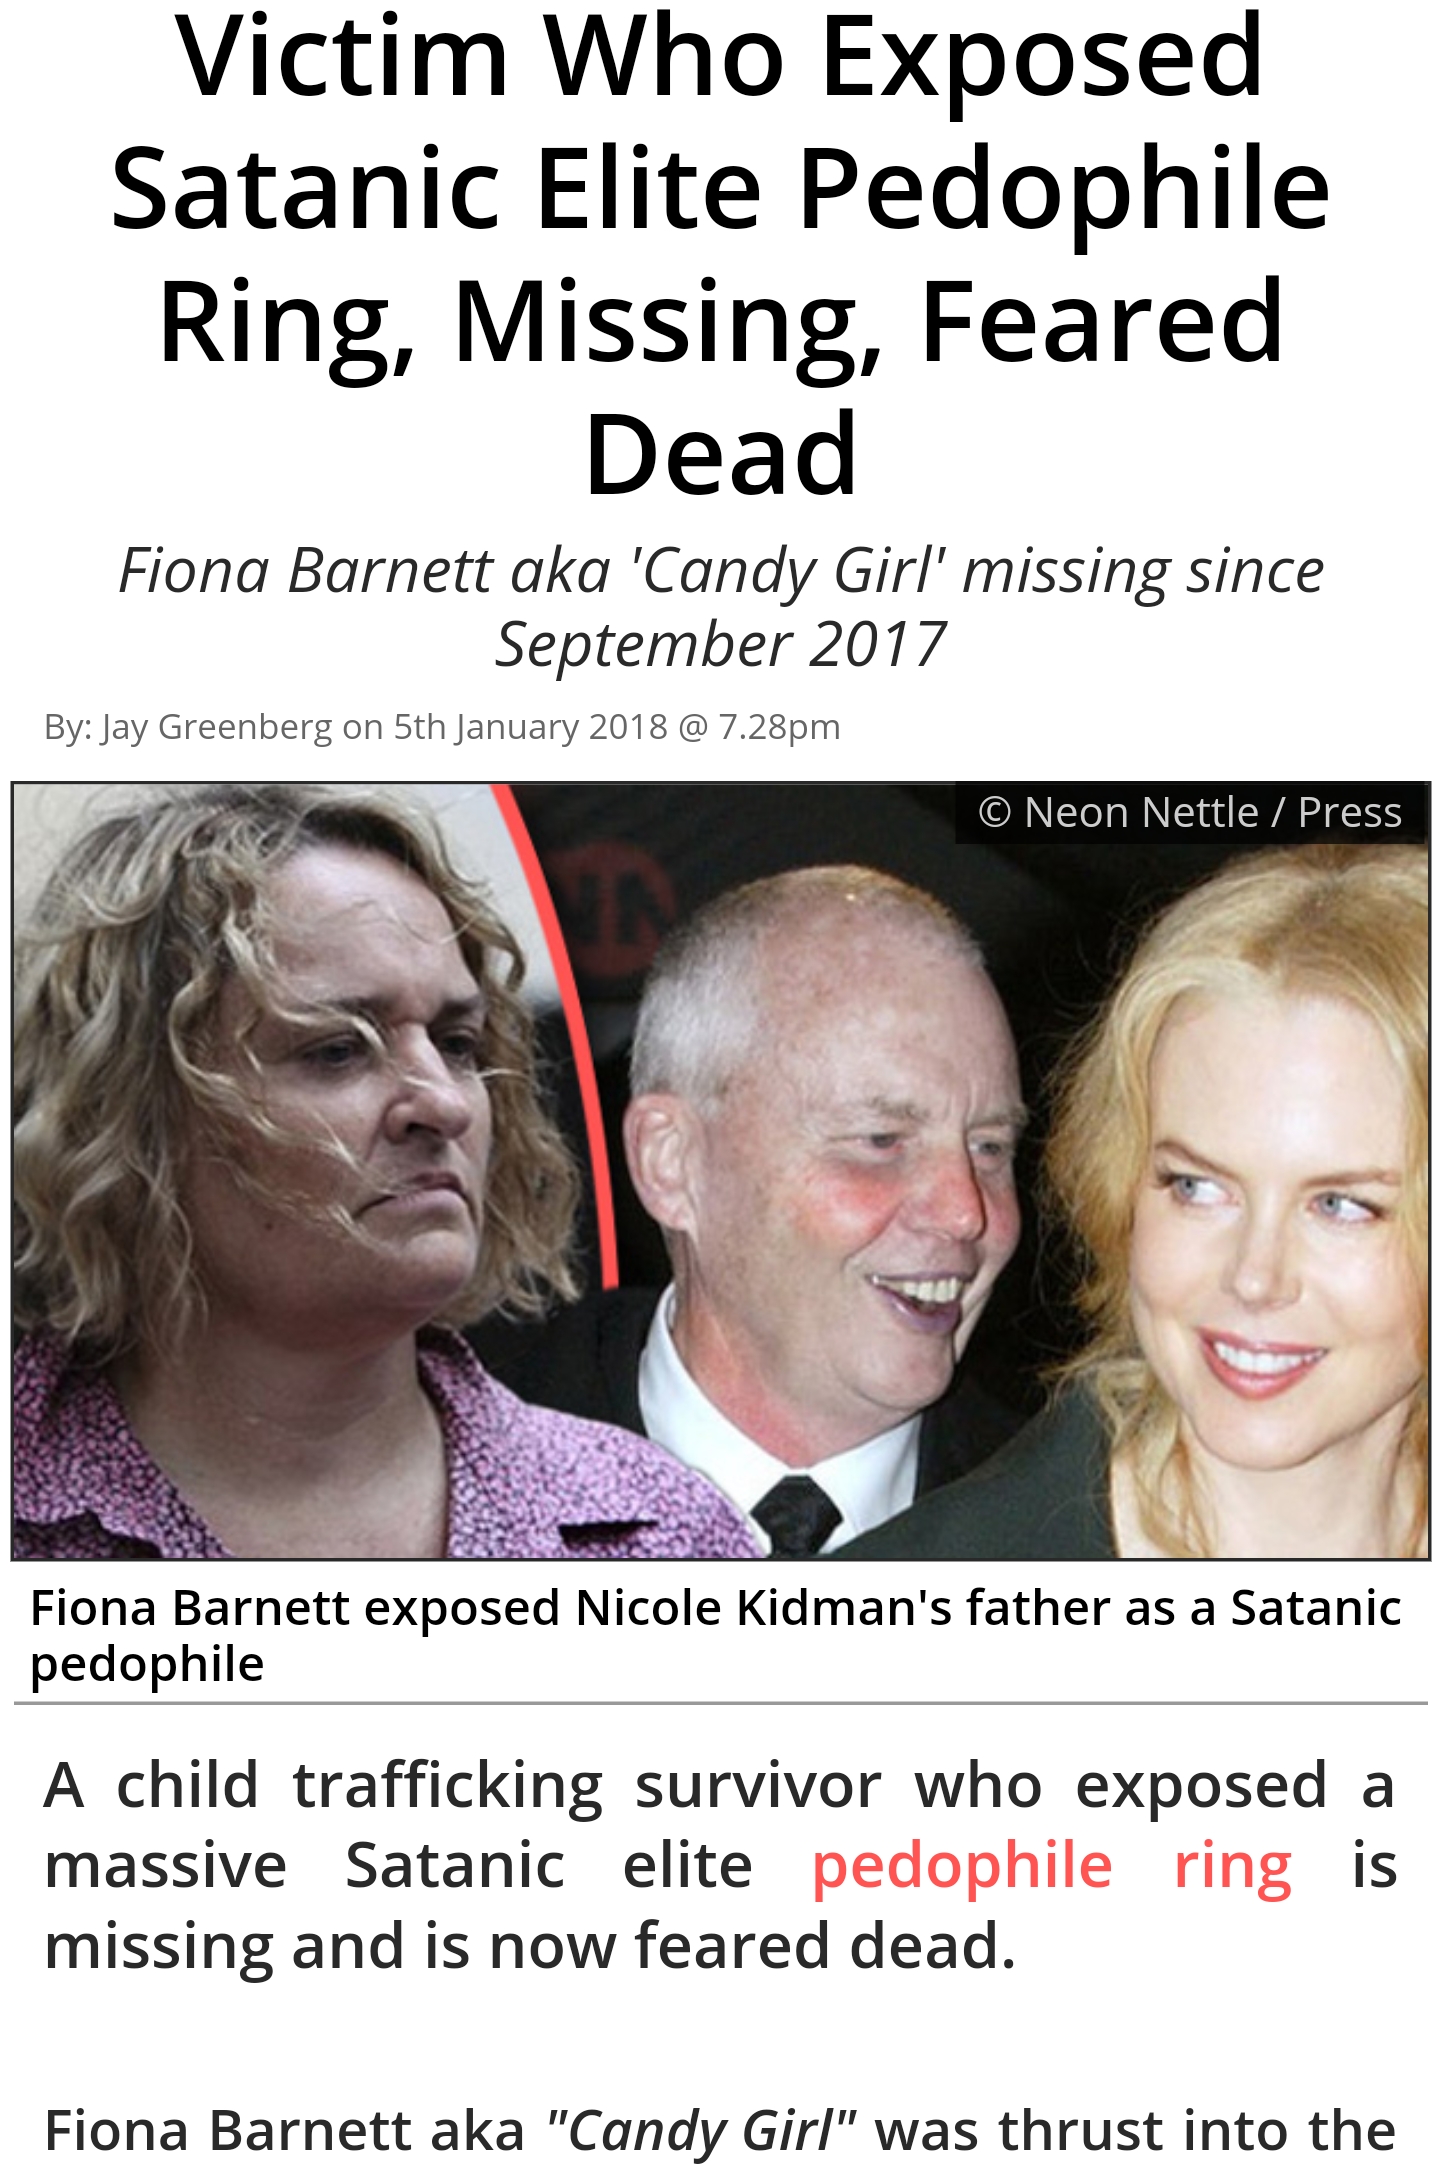 Victim Who Exposed
Satanic Elite Pedophile
Ring, Missing, Feared
Dead
Fiona Barnett aka 'Candy Girl' missing since
September 2017
By: Jay Greenberg on 5th January 2018 @ 7.28pm
© Neon Nettle / Press
Fiona Barnett exposed Nicole Kidman's father as a Satanic
pedophile
A child trafficking survivor who exposed a
massive Satanic elite pedophile ring is
missing and is now feared dead.
Fiona Barnett aka "Candy Girl" was thrust into the